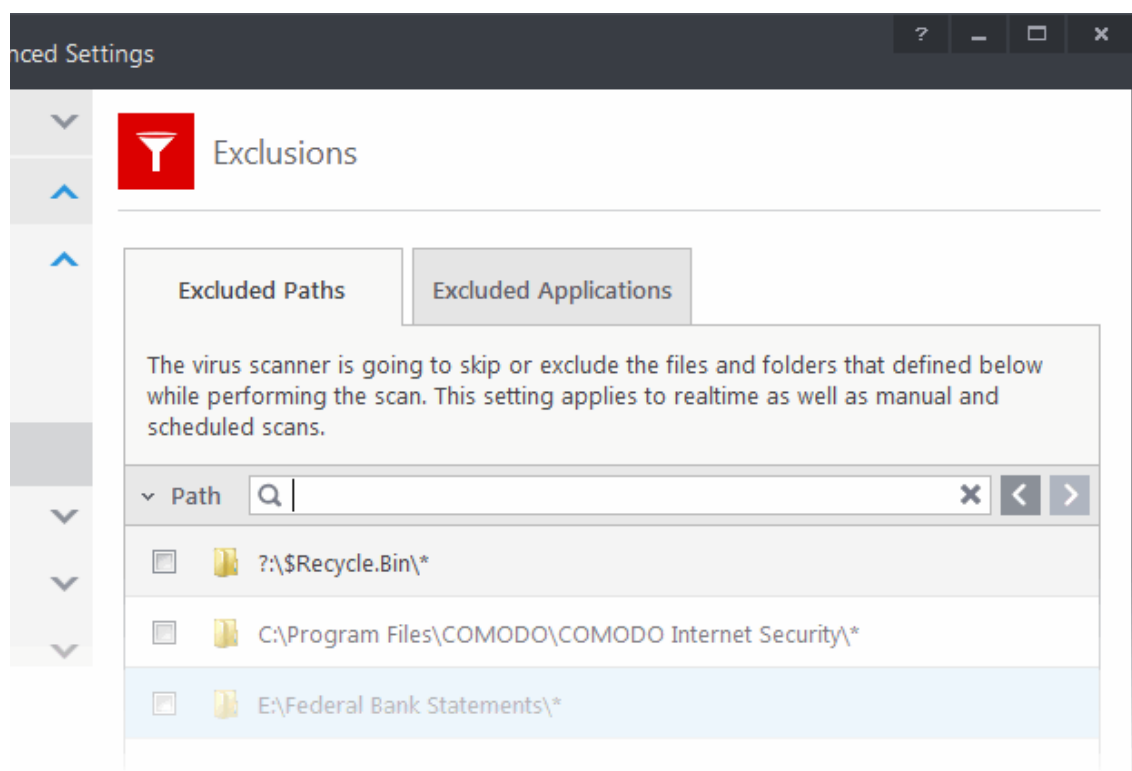 nced Settings
?
Exclusions
Excluded Paths
Excluded Applications
The virus scanner is going to skip or exclude the files and folders that defined below
while performing the scan. This setting applies to realtime as well as manual and
scheduled scans.
Path
?:\$Recycle.Bin\*
C:\Program Files\COMODO\COMODO Internet Security\*
E:\Federal Bank Statements\*